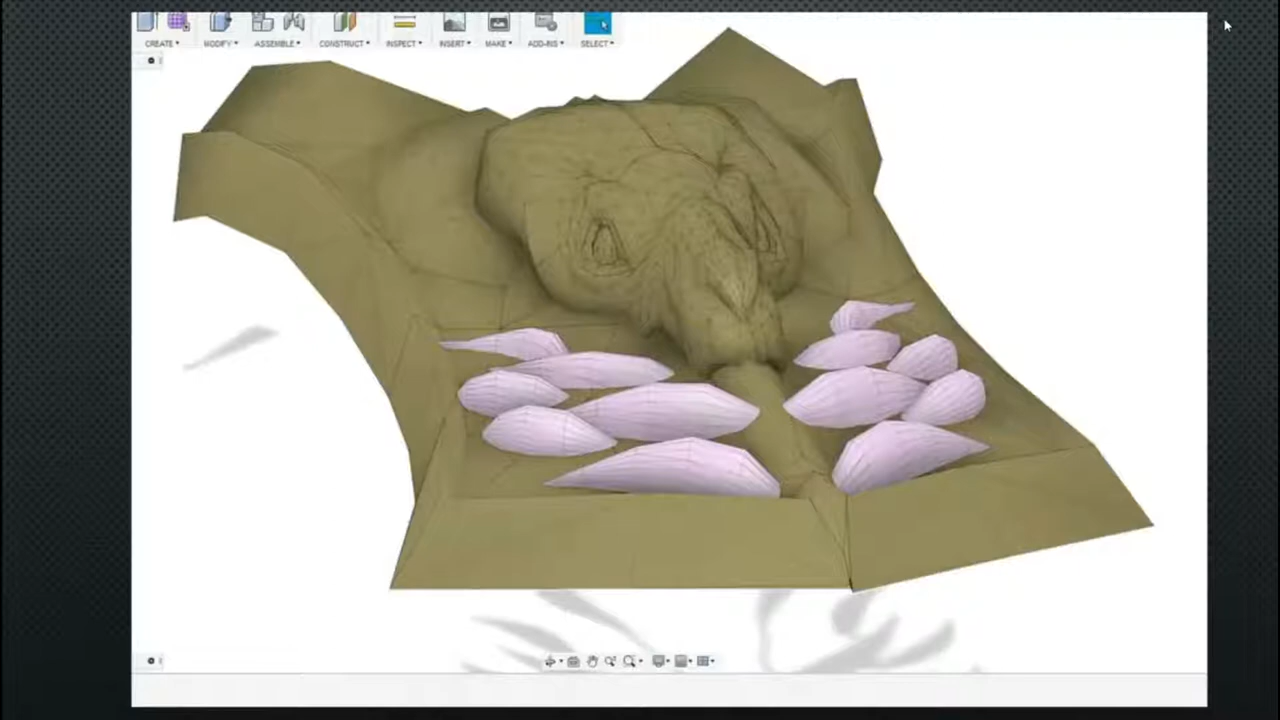 CREATE▾ MODIFY▾ ASSEMBLE▾ CONSTRUCT▾ INSPECT▾ INSERT▾ MAKE▾ ADD-INS▾ SELECT▾